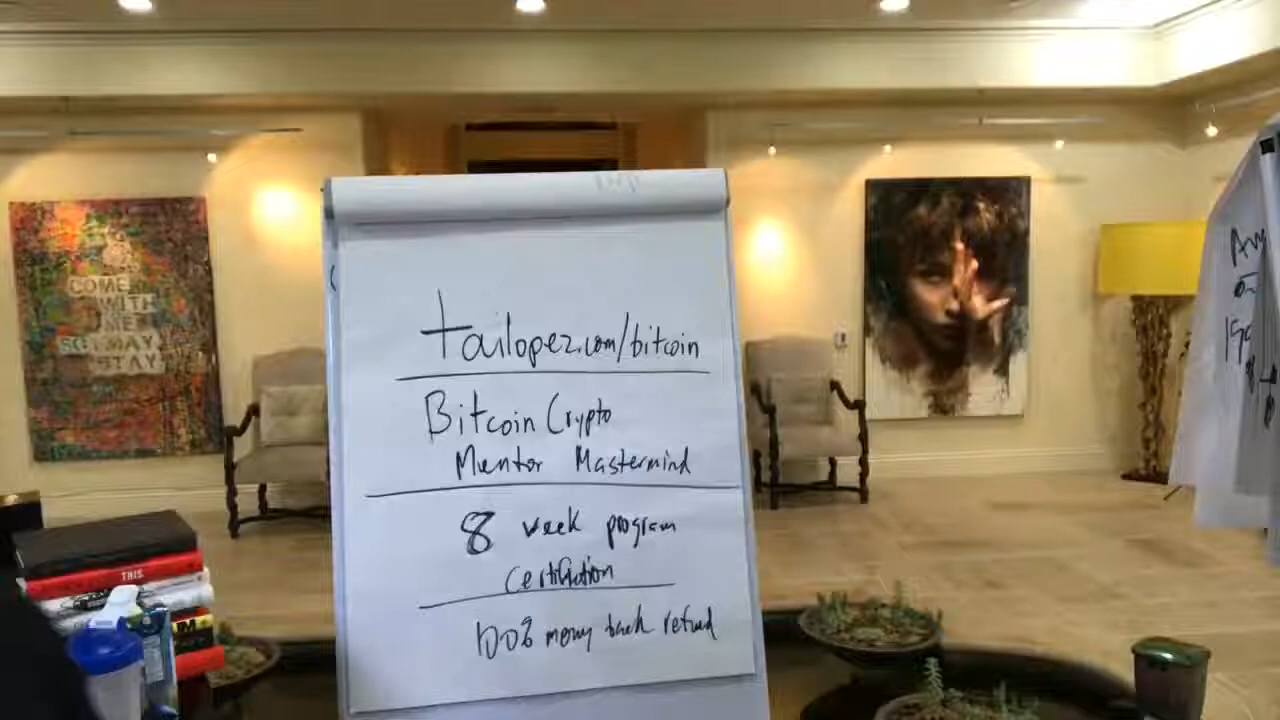 COME
WITH
ME
SO I MAY
STAY
tailopez.com/bitcoin
Bitcoin Crypto
Mentor Mastermind
8 week program
certifiction
100% money back refund
THIS